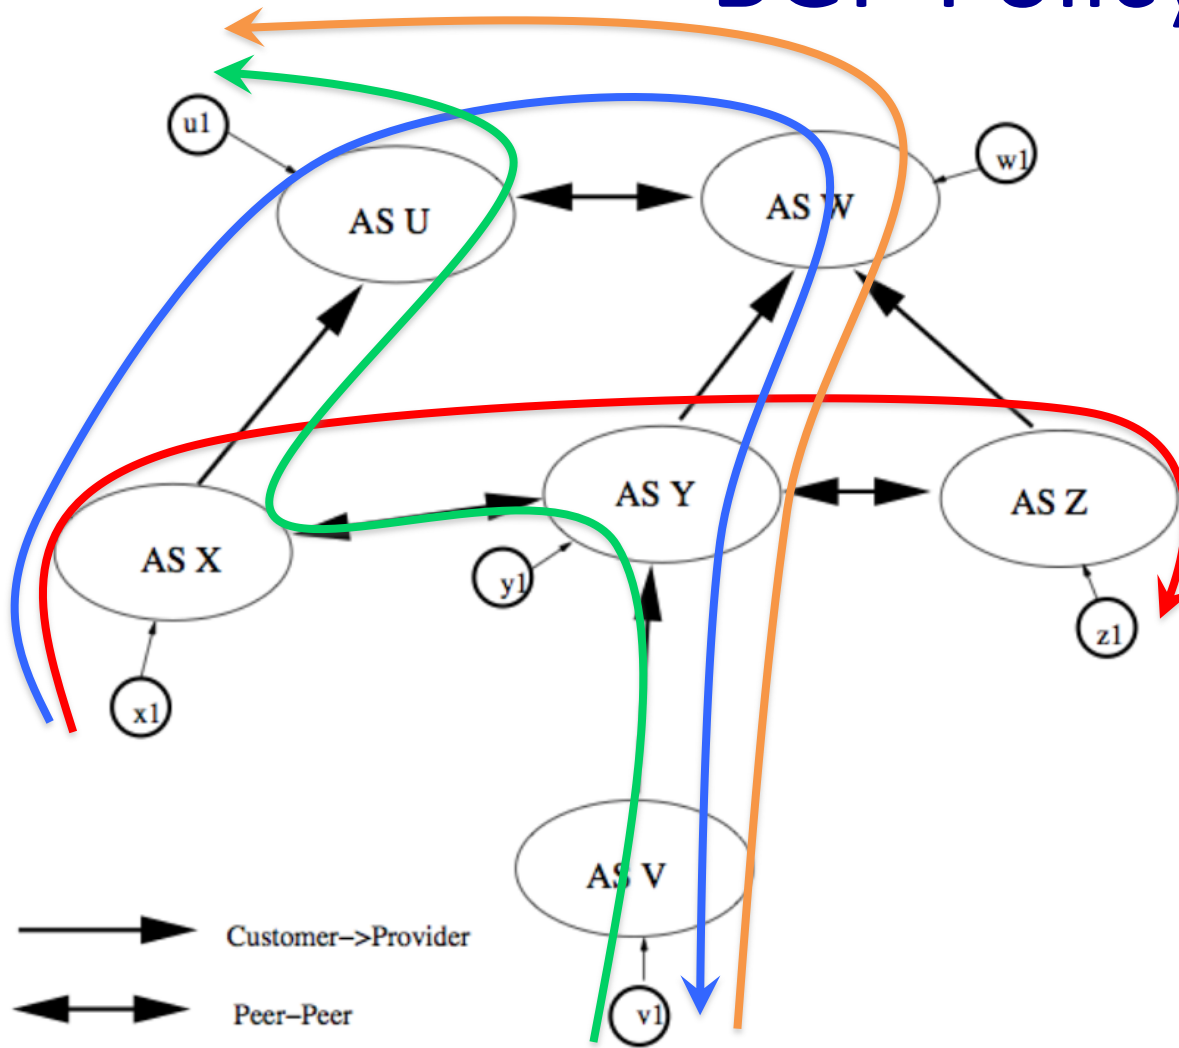 u1
w1
AS U
AS W
AS X
AS Y
AS Z
y1
z1
x1
AS V
v1
Customer->Provider
Peer-Peer